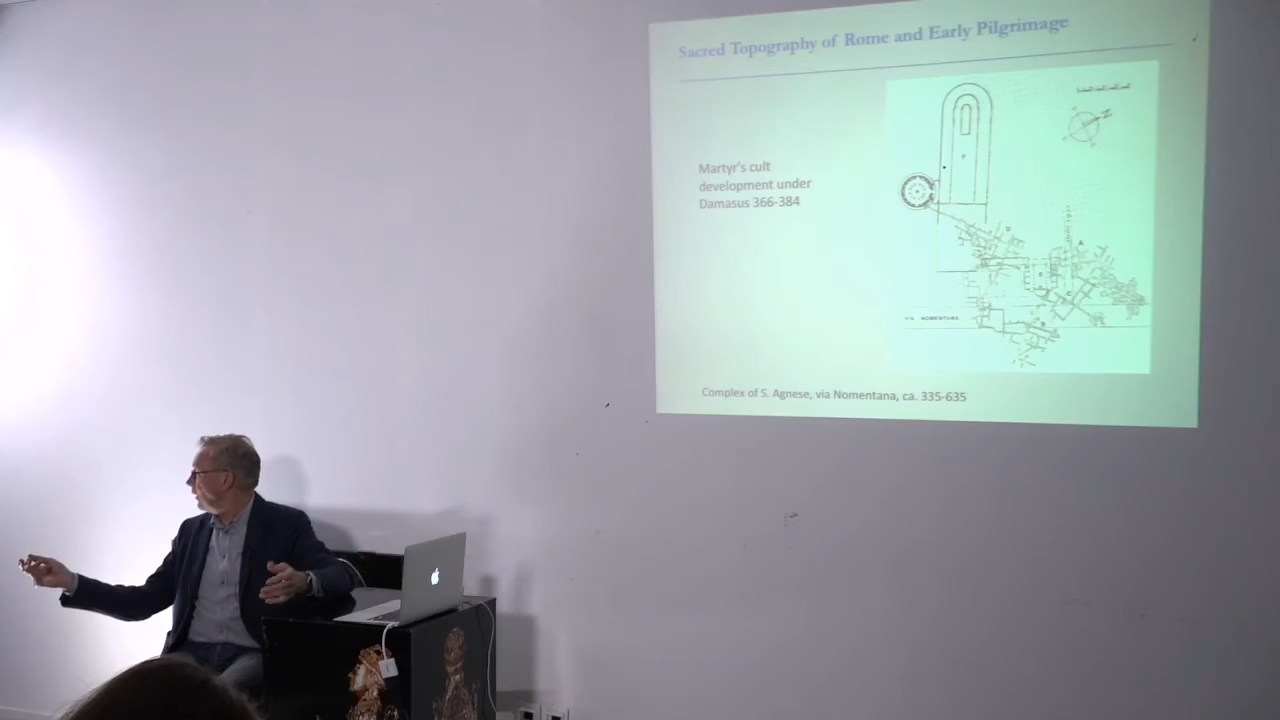 Sacred Topography of Rome and Early Pilgrimage
Martyr's cult
development under
Damasus 366-384
VIA NOMENTANA
Complex of S. Agnese, via Nomentana, ca. 335-635